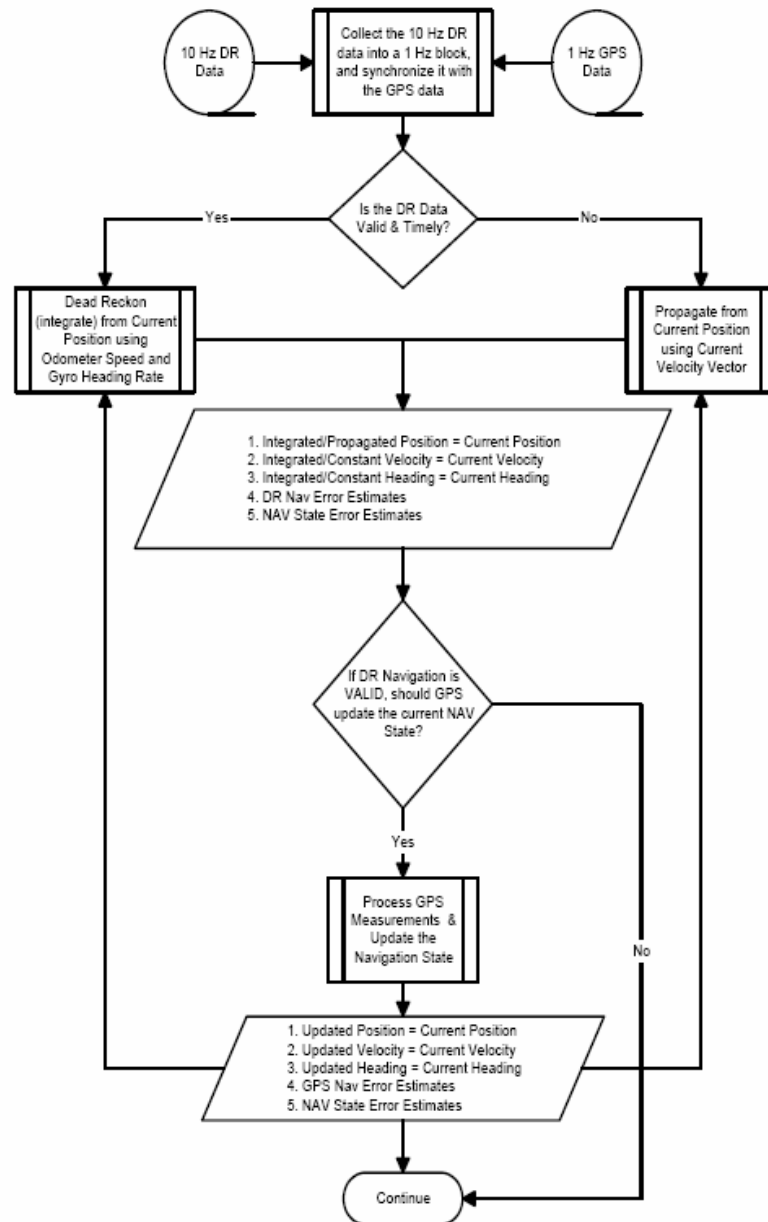 10 Hz DR
Data
Collect the 10 Hz DR
data into a 1 Hz block,
and synchronize it with
the GPS data
1 Hz GPS
Data
Is the DR Data
Valid & Timely?
Yes
No
Dead Reckon
(integrate) from Current
Position using
Odometer Speed and
Gyro Heading Rate
Propagate from
Current Position
using Current
Velocity Vector
1. Integrated/Propagated Position = Current Position
2. Integrated/Constant Velocity = Current Velocity
3. Integrated/Constant Heading = Current Heading
4. DR Nav Error Estimates
5. NAV State Error Estimates
If DR Navigation is
VALID, should GPS
update the current NAV
State?
Yes
Process GPS
Measurements & 
Update the
Navigation State
No
1. Updated Position = Current Position
2. Updated Velocity = Current Velocity
3. Updated Heading = Current Heading
4. GPS Nav Error Estimates
5. NAV State Error Estimates
Continue